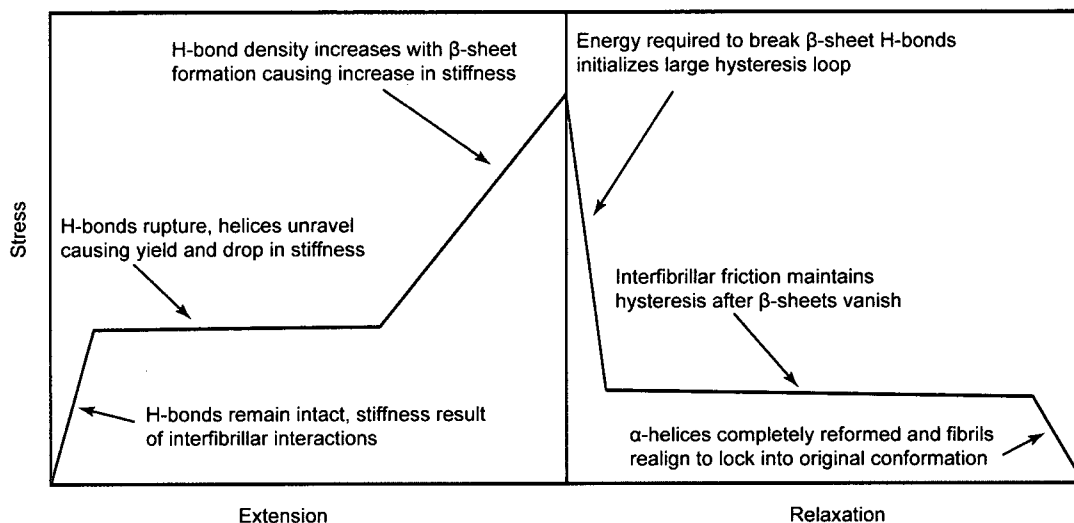 H-bond density increases with β-sheet
formation causing increase in stiffness
Energy required to break β-sheet H-bonds
initializes large hysteresis loop
Stress
H-bonds rupture, helices unravel
causing yield and drop in stiffness
Interfibrillar friction maintains
hysteresis after β-sheets vanish
H-bonds remain intact, stiffness result
of interfibrillar interactions
α-helices completely reformed and fibrils
realign to lock into original conformation
Extension
Relaxation